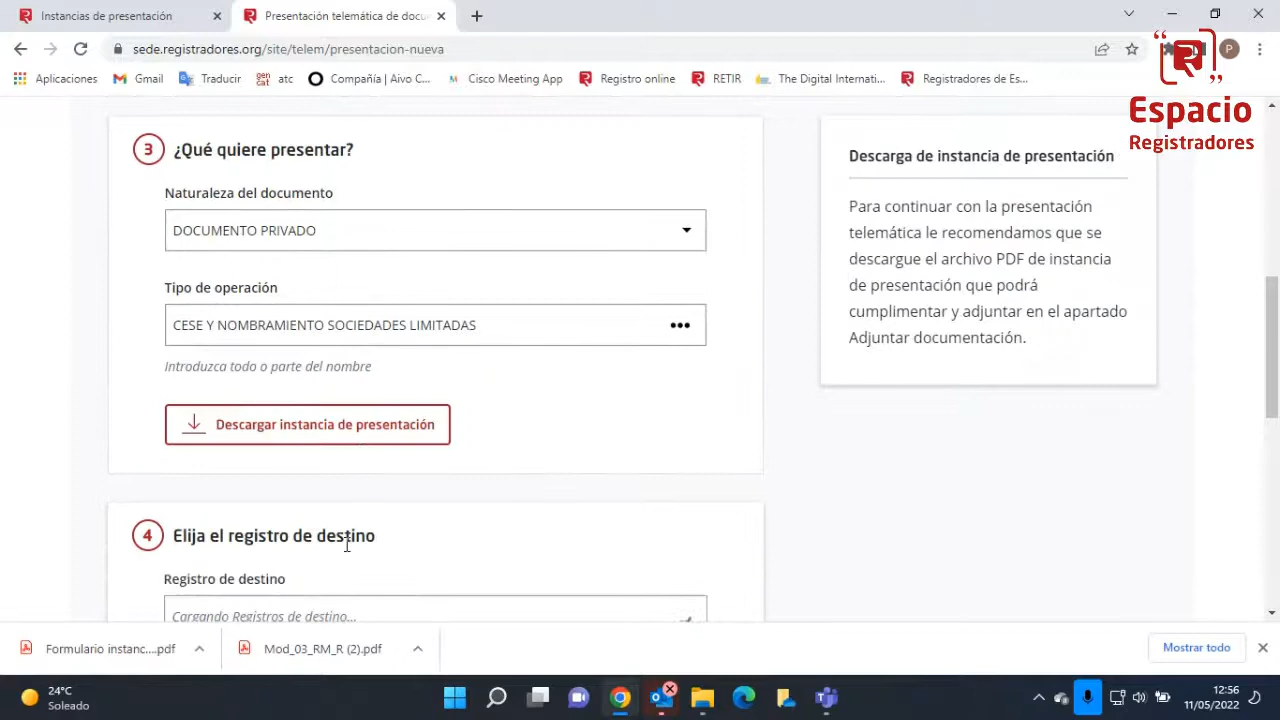 Instancias de presentación
Presentación telemática de docu
sede.registradores.org/site/telem/presentacion-nueva
P
Aplicaciones
Gmail
Traducir
atc
Compañía | Aivo C...
Cisco Meeting App
Registro online
RETIR
The Digital Internati...
Registradores de Es...
Espacio
Registradores
3 ¿Qué quiere presentar?
Naturaleza del documento
DOCUMENTO PRIVADO
Tipo de operación
CESE Y NOMBRAMIENTO SOCIEDADES LIMITADAS
Introduzca todo o parte del nombre
Descargar instancia de presentación
Descarga de instancia de presentación
Para continuar con la presentación
telemática le recomendamos que se
descargue el archivo PDF de instancia
de presentación que podrá
cumplimentar y adjuntar en el apartado
Adjuntar documentación.
4 Elija el registro de destino
Registro de destino
Cargando Registros de destino...
Formulario instanc....pdf
Mod_03_RM_R (2).pdf
Mostrar todo
24°C
Soleado
12:56
11/05/2022